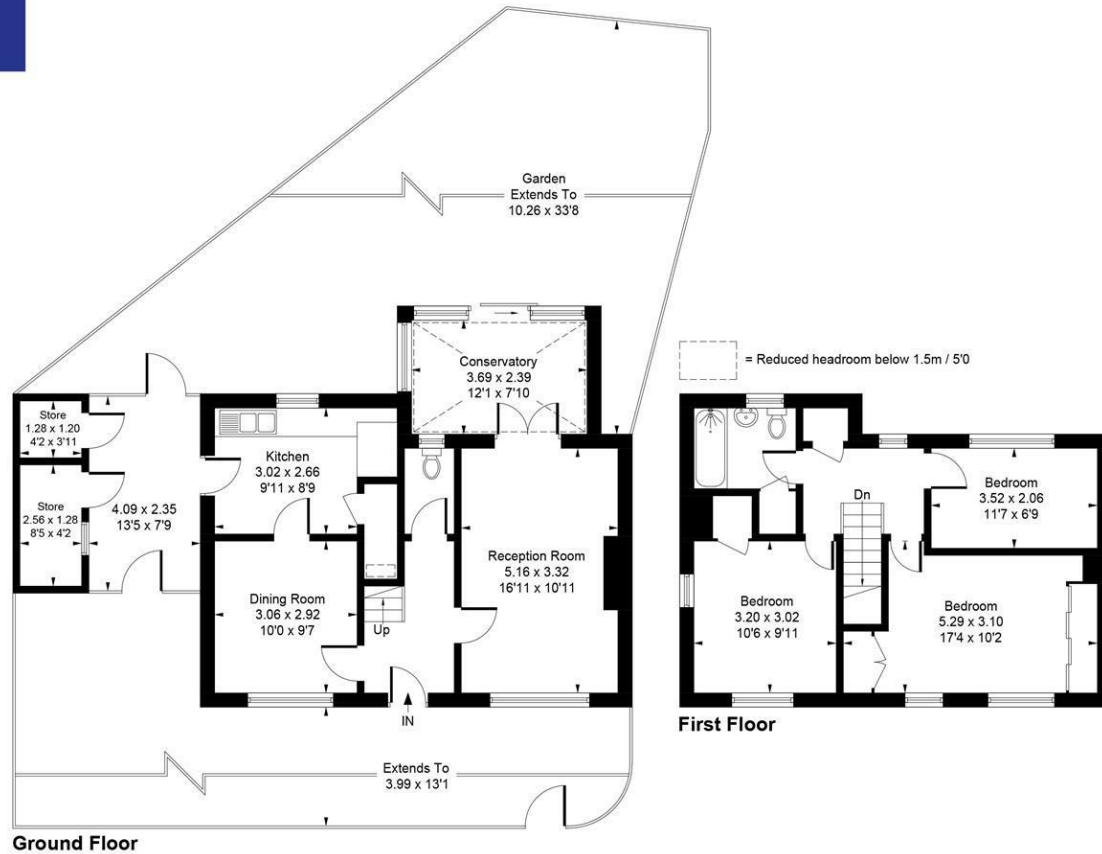 Garden
Extends To
10.26 x 33'8
Conservatory
3.69 x 2.39
12'1 x 7'10
= Reduced headroom below 1.5m / 5'0
Store
1.28 x 1.20
4'2 x 3'11
Kitchen
3.02 x 2.66
9'11 x 8'9
Store
2.56 x 1.28
8'5 x 4'2
4.09 x 2.35
13'5 x 7'9
Reception Room
5.16 x 3.32
16'11 x 10'11
Dining Room
3.06 x 2.92
10'0 x 9'7
Up
IN
Extends To
3.99 x 13'1
Ground Floor
Dn
Bedroom
3.52 x 2.06
11'7 x 6'9
Bedroom
3.20 x 3.02
10'6 x 9'11
Bedroom
5.29 x 3.10
17'4 x 10'2
First Floor